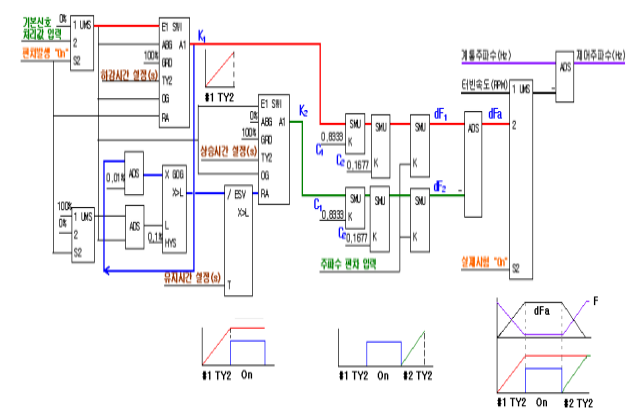 기본신호 0%
처리값 입력
편차발생 "On"
1 UMS
2
S2
E1 SWI
ABG A1
GRD
TY2
OG
RA
100%
하강시간 설정(s)
K₁
#1 TY2
계통주파수(Hz)
제어주파수(Hz)
터빈속도(RPM)
ADS
1 UMS
2
S2
E1 SWI
ABG A1
GRD
TY2
OG
RA
0%
100%
상승시간 설정(s)
K₂
SMU
K
SMU
K
SMU
0.8333
C₁
C₂ 0.1677
dF₁
dFa
ADS
ADS
0.01%
X GDG
X>L
L
HYS
0.1%
ADS
/ ESV
X>L
T
유지시간 설정(s)
100%
0%
1 UMS
2
S2
SMU
K
SMU
K
SMU
C₁
0.8333
C₂ 0.1677
dF₂
주파수 편차 입력
실제시험 "On"
#1 TY2 On
#1 TY2 On #2 TY2
dFa
F
#1 TY2 On #2 TY2